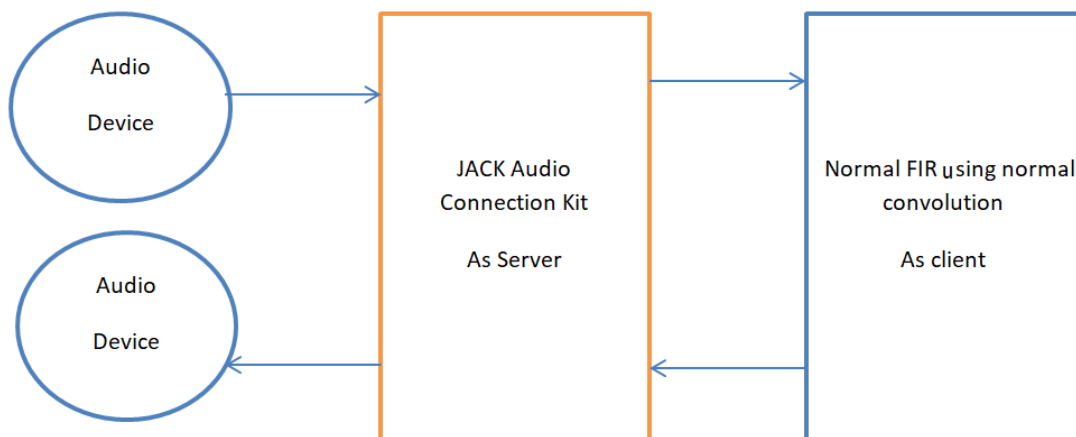 Audio
Device
JACK Audio
Connection Kit
As Server
Normal FIR using normal
convolution
As client
Audio
Device